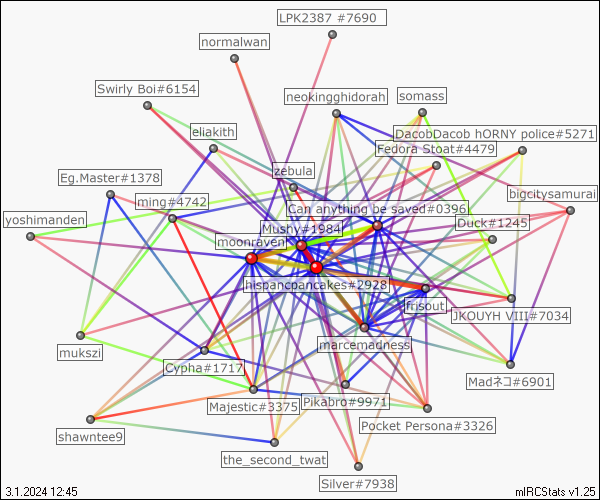 LPK2387 #7690
normalwan
Swirly Boi#6154
neokingghidorah
somass
DacobDacob hORNY police#5271
eliakith
Fedora Stoat#4479
zebula
Eg.Master#1378
bigcitysamurai
ming#4742
Can anything be saved#0396
yoshimanden
Mushy#1984
Duck#1245
moonraven
hispancpancakes#2928
frisout
JKOUYH VIII#7034
marcemedness
mukszi
Cypha#1717
Madネコ#6901
Majestic#3375
Pikabro#9971
Pocket Persona#3326
shawntee9
the_second_twat
Silver#7938
3.1.2024 12:45
mIRCStats v1.25